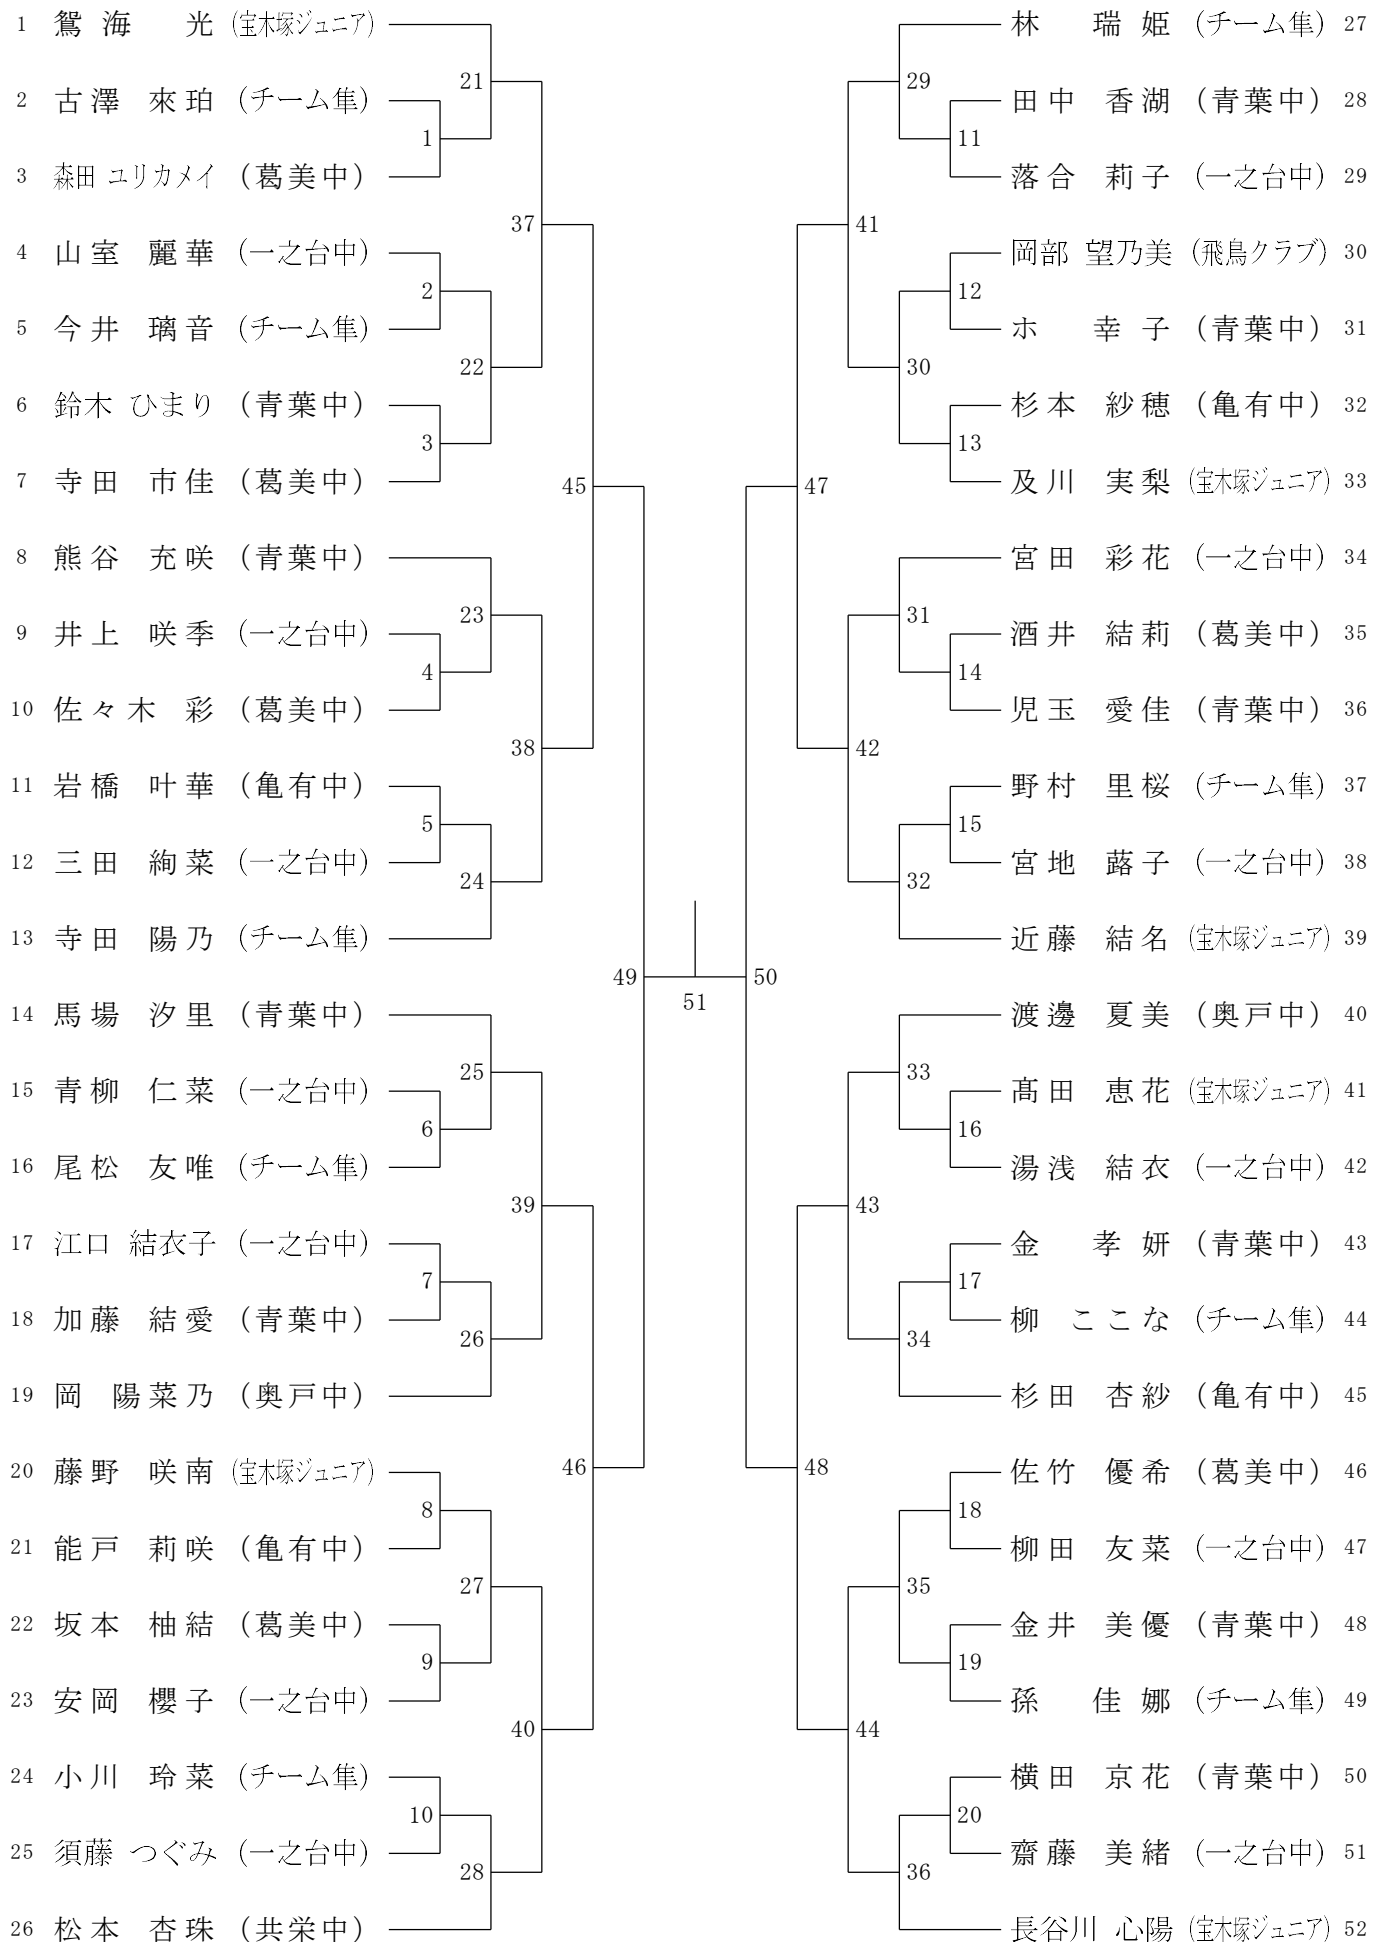 1 鴛海 光 (宝木塚ジュニア)
2 古澤 來珀 (チーム隼)
3 森田 ユリカメイ (葛美中)
4 山室 麗華 (一之台中)
5 今井 璃音 (チーム隼)
6 鈴木 ひまり (青葉中)
7 寺田 市佳 (葛美中)
8 熊谷 充咲 (青葉中)
9 井上 咲季 (一之台中)
10 佐々木 彩 (葛美中)
11 岩橋 叶華 (亀有中)
12 三田 絢菜 (一之台中)
13 寺田 陽乃 (チーム隼)
14 馬場 汐里 (青葉中)
15 青柳 仁菜 (一之台中)
16 尾松 友唯 (チーム隼)
17 江口 結衣子 (一之台中)
18 加藤 結愛 (青葉中)
19 岡 陽菜乃 (奥戸中)
20 藤野 咲南 (宝木塚ジュニア)
21 能戸 莉咲 (亀有中)
22 坂本 柚結 (葛美中)
23 安岡 櫻子 (一之台中)
24 小川 玲菜 (チーム隼)
25 須藤 つぐみ (一之台中)
26 松本 杏珠 (共栄中)
21
1
37
2
22
3
45
23
4
38
5
24
49
25
6
39
7
26
46
8
27
9
40
10
28
51
29
11
41
12
30
13
47
31
14
42
15
32
50
33
16
43
17
34
48
18
35
19
44
20
36
林 瑞姫 (チーム隼) 27
田中 香湖 (青葉中) 28
落合 莉子 (一之台中) 29
岡部 望乃美 (飛鳥クラブ) 30
ホ 幸子 (青葉中) 31
杉本 紗穂 (亀有中) 32
及川 実梨 (宝木塚ジュニア) 33
宮田 彩花 (一之台中) 34
酒井 結莉 (葛美中) 35
児玉 愛佳 (青葉中) 36
野村 里桜 (チーム隼) 37
宮地 蕗子 (一之台中) 38
近藤 結名 (宝木塚ジュニア) 39
渡邊 夏美 (奥戸中) 40
髙田 恵花 (宝木塚ジュニア) 41
湯浅 結衣 (一之台中) 42
金 孝妍 (青葉中) 43
柳 ここな (チーム隼) 44
杉田 杏紗 (亀有中) 45
佐竹 優希 (葛美中) 46
柳田 友菜 (一之台中) 47
金井 美優 (青葉中) 48
孫 佳娜 (チーム隼) 49
横田 京花 (青葉中) 50
齋藤 美緒 (一之台中) 51
長谷川 心陽 (宝木塚ジュニア) 52